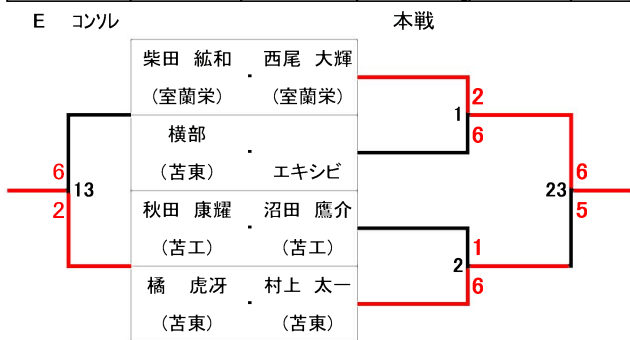 E コンソル 本戦
柴田 紘和 ・ 西尾 大輝
(室蘭栄) (室蘭栄)
2
1
6
横部 ・
(苫東) エキシビ
6
13
2
6
23
5
秋田 康耀 ・ 沼田 鷹介
(苫工) (苫工)
1
2
6
橘 虎冴 ・ 村上 太一
(苫東) (苫東)